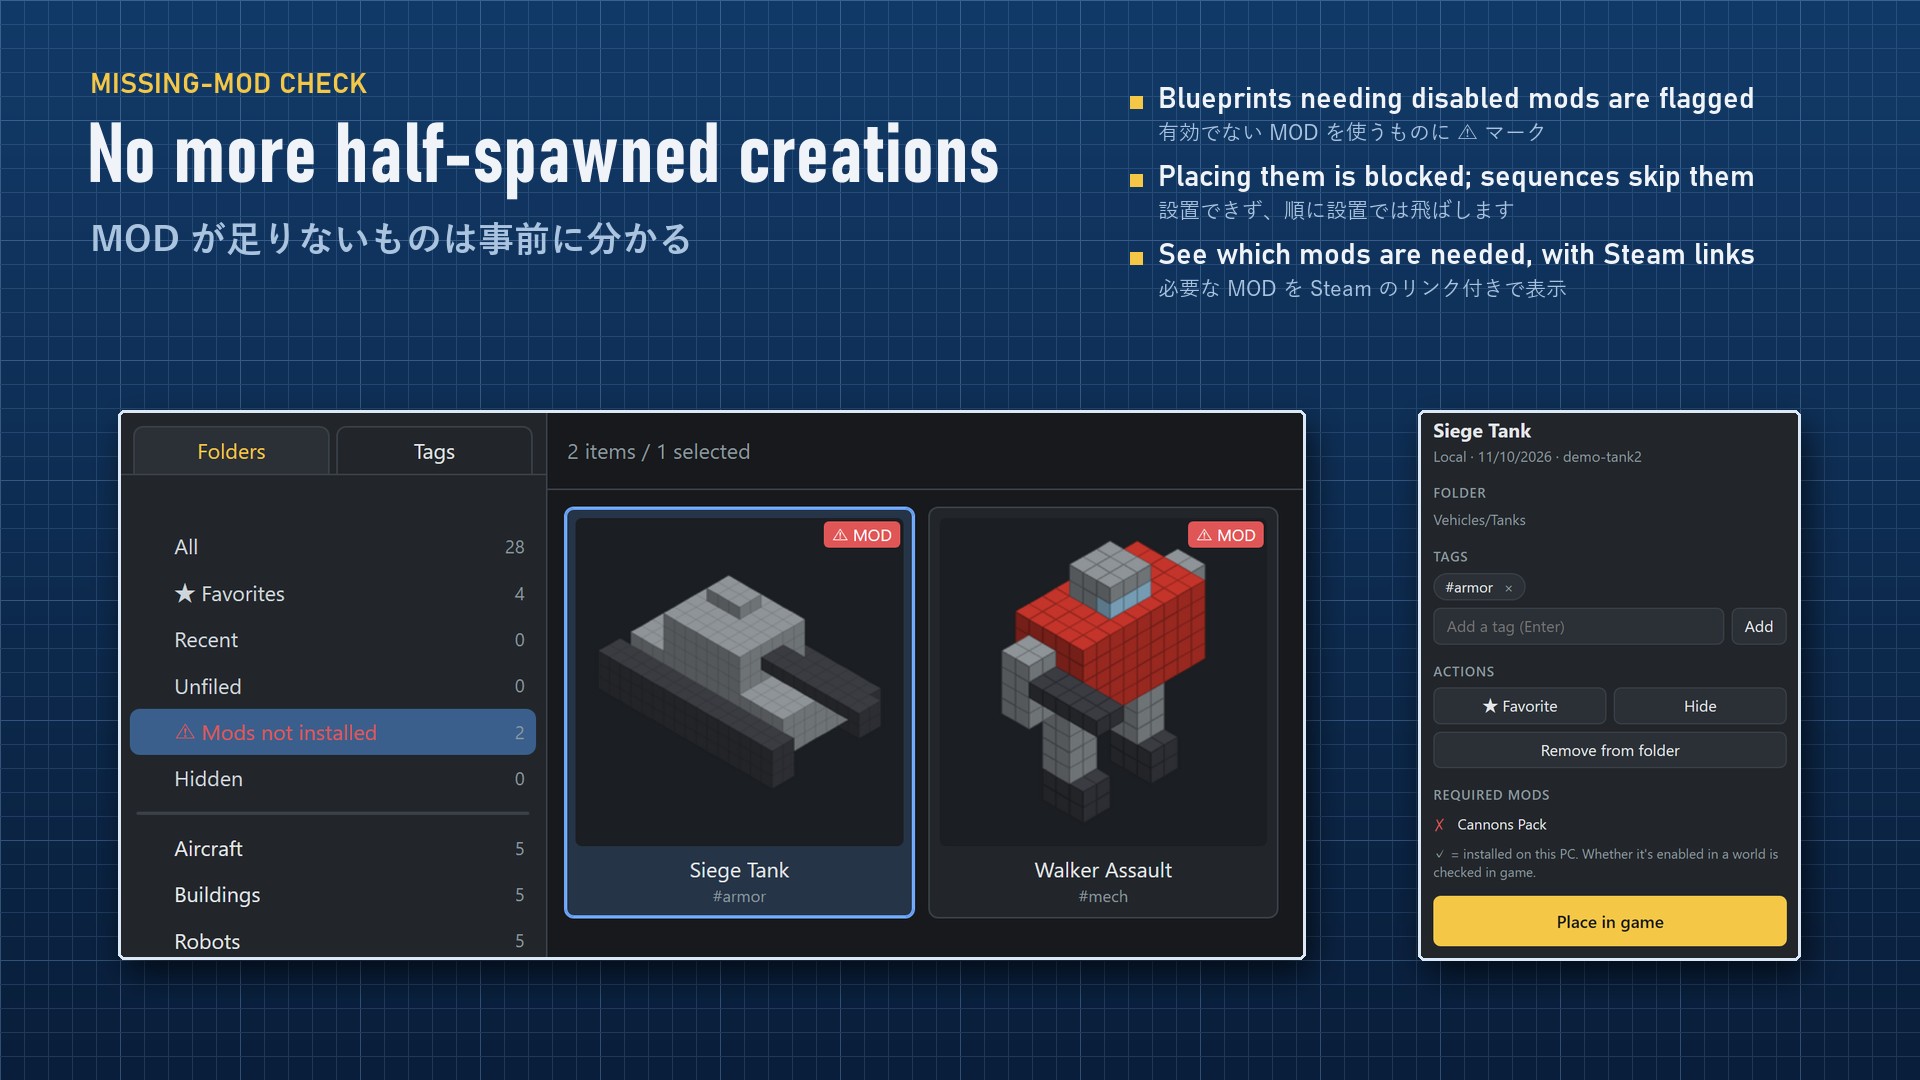 MISSING-MOD CHECK
No more half-spawned creations
MOD が足りないものは事前に分かる
Blueprints needing disabled mods are flagged
有効でない MOD を使うものに ⚠ マーク
Placing them is blocked; sequences skip them
設置できず、順に設置では飛ばします
See which mods are needed, with Steam links
必要な MOD を Steam のリンク付きで表示
Folders
Tags
All 28
★ Favorites 4
Recent 0
Unfiled 0
⚠ Mods not installed 2
Hidden 0
Aircraft 5
Buildings 5
Robots 5
2 items / 1 selected
⚠ MOD
Siege Tank
#armor
⚠ MOD
Walker Assault
#mech
Siege Tank
Local · 11/10/2026 · demo-tank2
FOLDER
Vehicles/Tanks
TAGS
#armor ×
Add a tag (Enter)
Add
ACTIONS
★ Favorite
Hide
Remove from folder
REQUIRED MODS
✗ Cannons Pack
✓ = installed on this PC. Whether it's enabled in a world is
checked in game.
Place in game